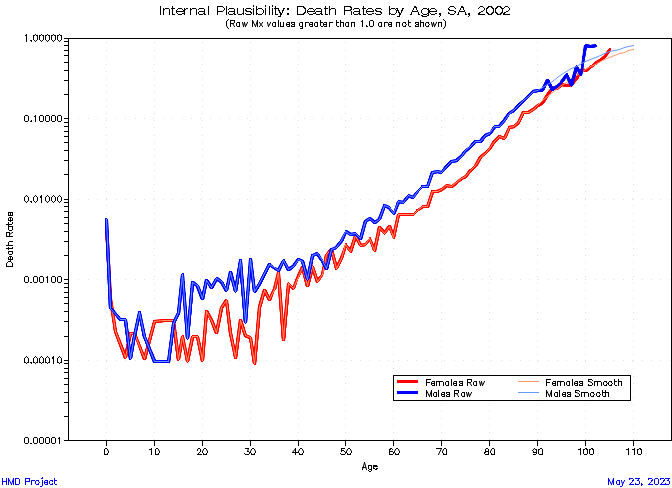 Internal Plausibility: Death Rates by Age, SA, 2002
(Raw Mx values greater than 1.0 are not shown)
1.00000
0.10000
0.01000
0.00100
0.00010
0.00001
Death Rates
0 10 20 30 40 50 60 70 80 90 100 110
Age
Females Raw Females Smooth
Males Raw Males Smooth
HMD Project May 23, 2023